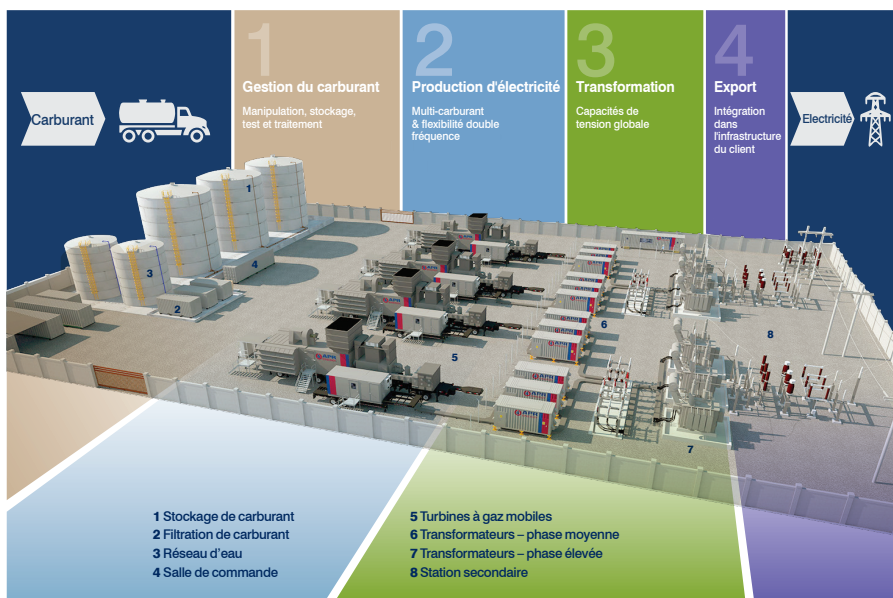 Carburant
1
Gestion du carburant
Manipulation, stockage,
test et traitement
2
Production d'électricité
Multi-carburant
& flexibilité double
fréquence
3
Transformation
Capacités de
tension globale
4
Export
Intégration
dans
l'infrastructure
du client
Electricité
1
2
3
4
5
6
7
8
APR
APR
APR
1 Stockage de carburant
2 Filtration de carburant
3 Réseau d'eau
4 Salle de commande
5 Turbines à gaz mobiles
6 Transformateurs – phase moyenne
7 Transformateurs – phase élevée
8 Station secondaire